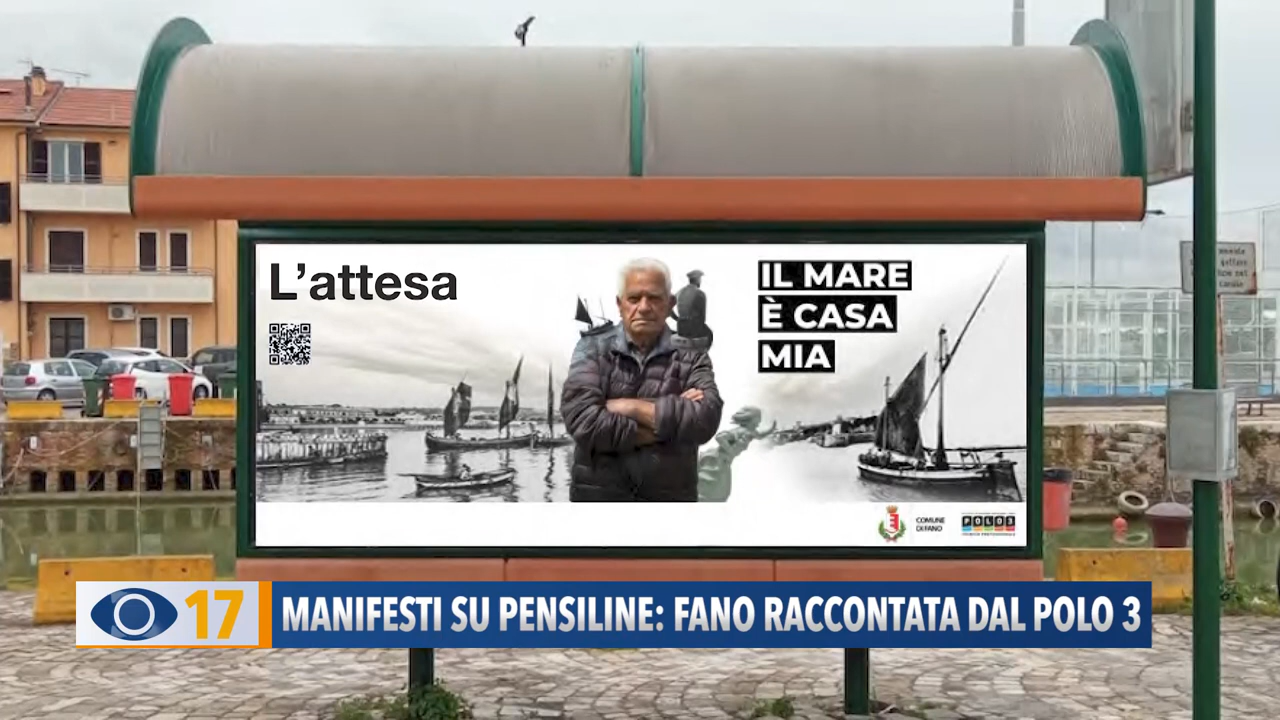 L'attesa
IL MARE
È CASA
MIA
COMUNE
DI FANO
POLO3
17
MANIFESTI SU PENSILINE: FANO RACCONTATA DAL POLO 3